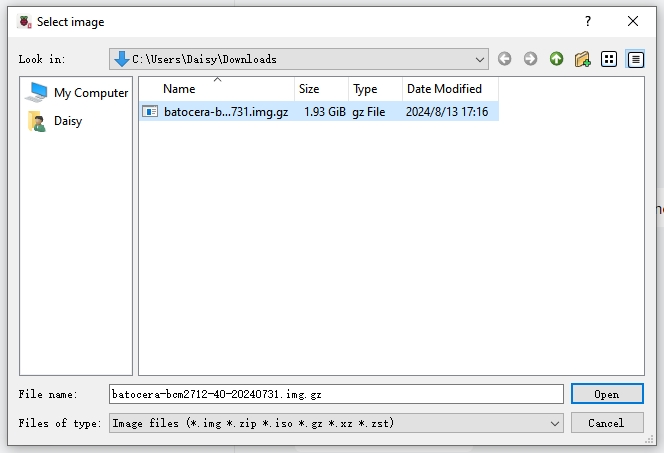 Select image ?
Look in: C:\Users\Daisy\Downloads
My Computer
Daisy
Name Size Type Date Modified
batocera-b...731.img.gz 1.93 GiB gz File 2024/8/13 17:16
File name: batocera-bcm2712-40-20240731.img.gz Open
Files of type: Image files (*.img *.zip *.iso *.gz *.xz *.zst) Cancel